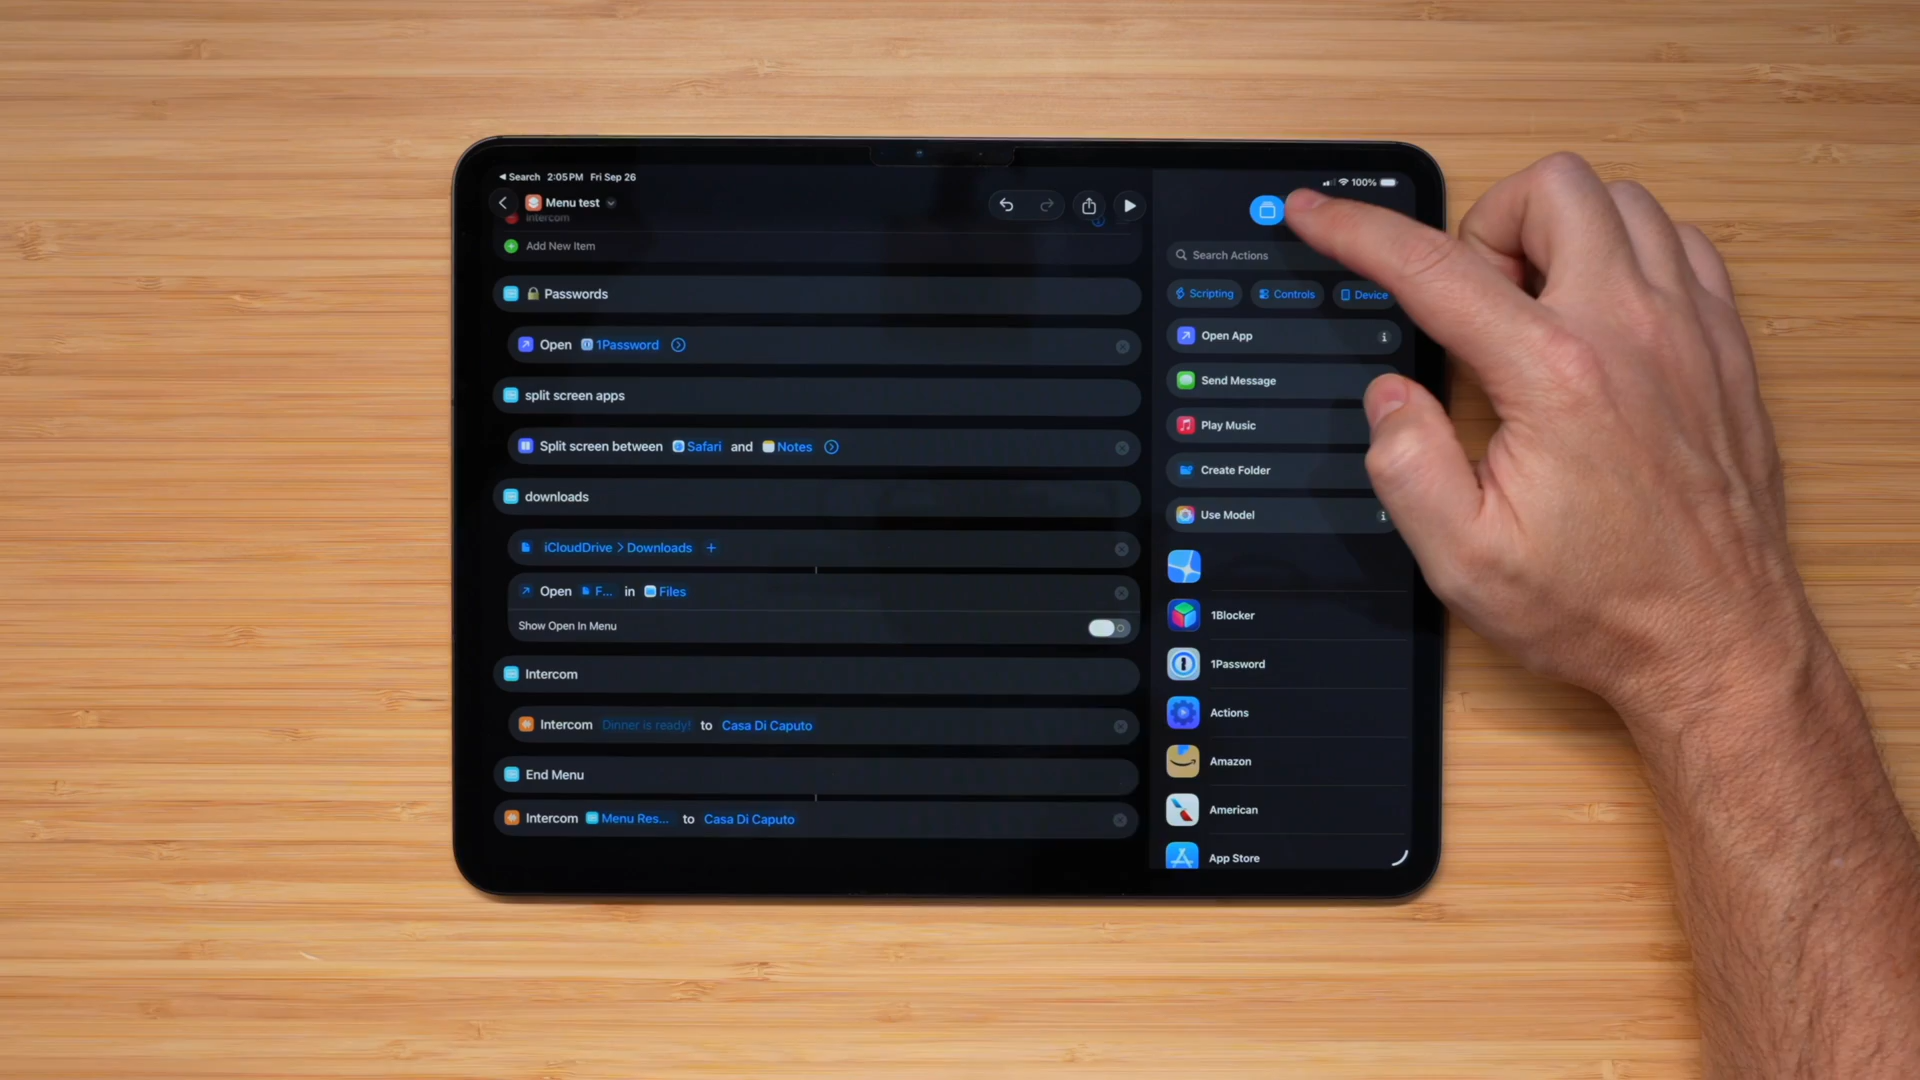 Search 2:05 PM Fri Sep 26
100%
Menu test
Intercom
Add New Item
Passwords
Open 1Password
split screen apps
Split screen between Safari and Notes
downloads
iCloudDrive > Downloads +
Open F... in Files
Show Open In Menu
Intercom
Intercom Dinner is ready! to Casa Di Caputo
End Menu
Intercom Menu Res... to Casa Di Caputo
Search Actions
Scripting Controls Device
Open App
Send Message
Play Music
Create Folder
Use Model
1Blocker
1Password
Actions
Amazon
American
App Store